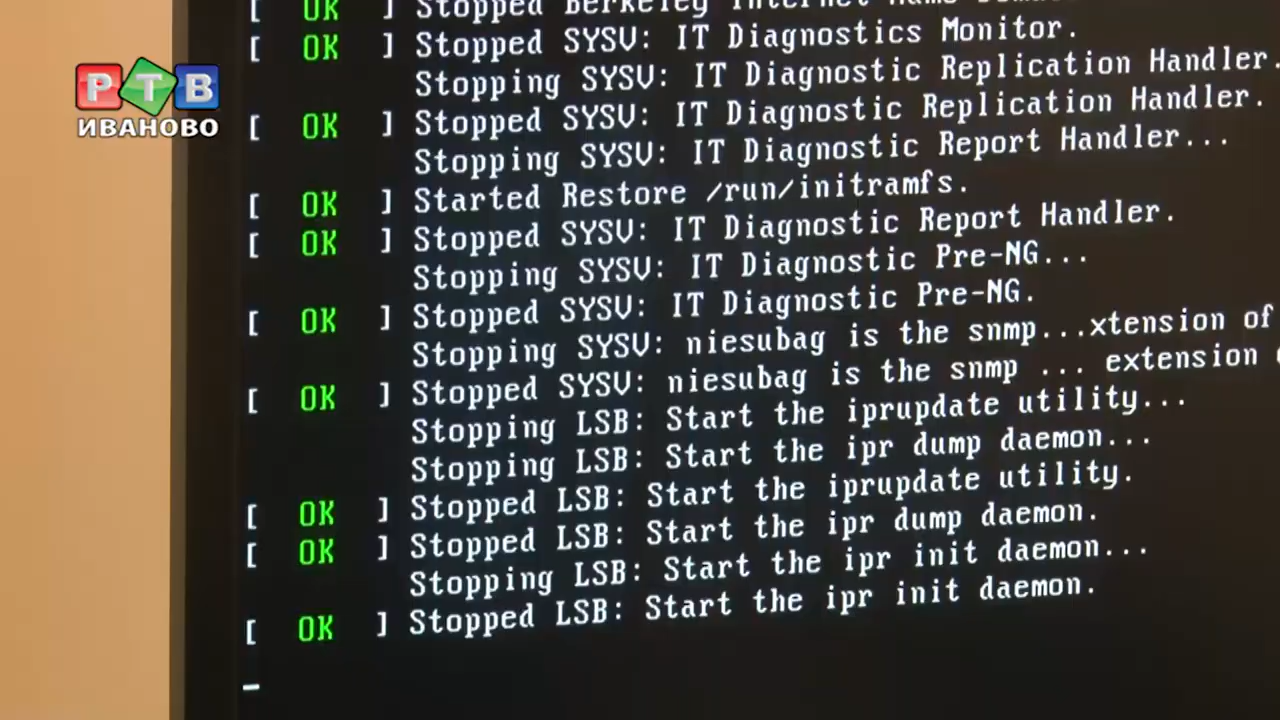 РТВ
ИВАНОВО
[ OK ] Stopped Berkeley Internet Name
[ OK ] Stopped SYSV: IT Diagnostics Monitor.
Stopping SYSV: IT Diagnostic Replication Handler.
[ OK ] Stopped SYSV: IT Diagnostic Replication Handler.
Stopping SYSV: IT Diagnostic Report Handler...
[ OK ] Started Restore /run/initramfs.
[ OK ] Stopped SYSV: IT Diagnostic Report Handler.
Stopping SYSV: IT Diagnostic Pre-NG...
[ OK ] Stopped SYSV: IT Diagnostic Pre-NG.
Stopping SYSV: niesubag is the snmp...xtension of
[ OK ] Stopped SYSV: niesubag is the snmp ... extension
Stopping LSB: Start the iprupdate utility...
Stopping LSB: Start the ipr dump daemon...
[ OK ] Stopped LSB: Start the iprupdate utility.
[ OK ] Stopped LSB: Start the ipr dump daemon.
Stopping LSB: Start the ipr init daemon...
[ OK ] Stopped LSB: Start the ipr init daemon.